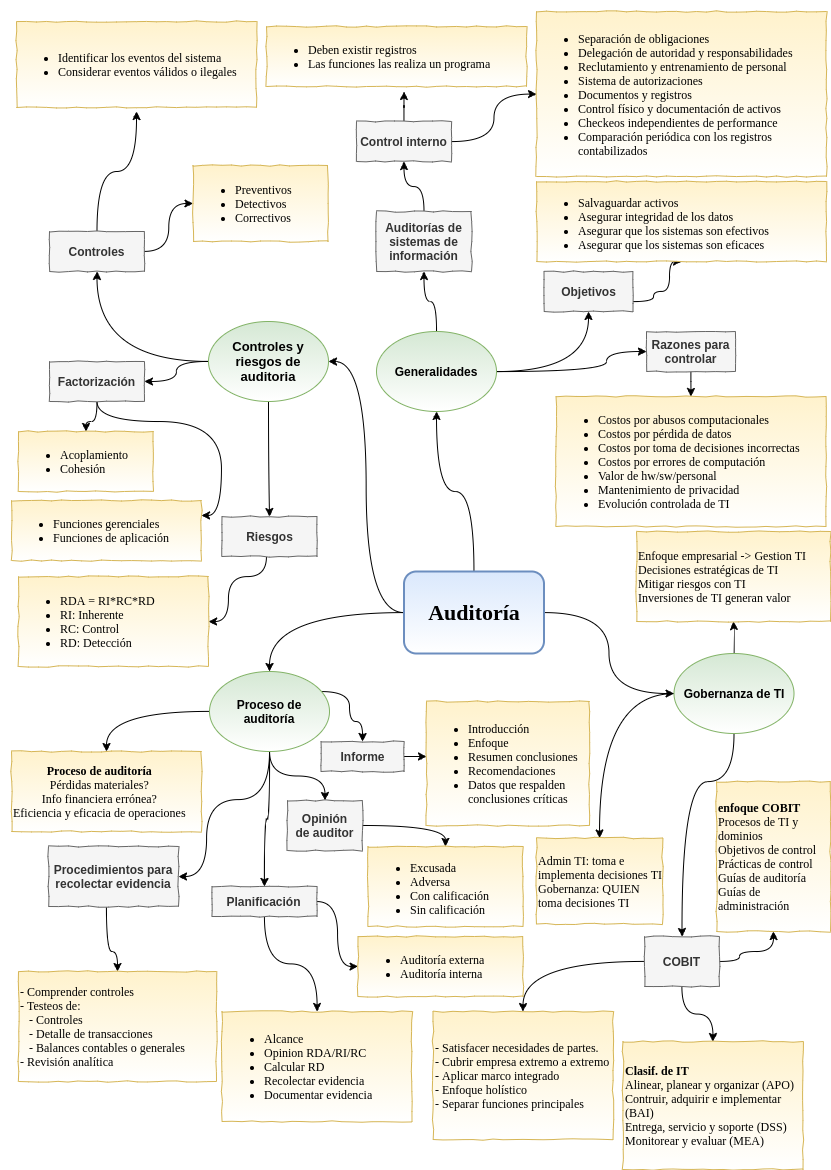 Identificar los eventos del sistema
Considerar eventos válidos o ilegales
Deben existir registros
Las funciones las realiza un programa
Separación de obligaciones
Delegación de autoridad y responsabilidades
Reclutamiento y entrenamiento de personal
Sistema de autorizaciones
Documentos y registros
Control físico y documentación de activos
Checkeos independientes de performance
Comparación periódica con los registros
contabilizados
Control interno
Preventivos
Detectivos
Correctivos
Salvaguardar activos
Asegurar integridad de los datos
Asegurar que los sistemas son efectivos
Asegurar que los sistemas son eficaces
Controles
Auditorías de
sistemas de
información
Objetivos
Controles y
riesgos de
auditoria
Generalidades
Razones para
controlar
Factorización
Costos por abusos computacionales
Costos por pérdida de datos
Costos por toma de decisiones incorrectas
Costos por errores de computación
Valor de hw/sw/personal
Mantenimiento de privacidad
Evolución controlada de TI
Acoplamiento
Cohesión
Funciones gerenciales
Funciones de aplicación
Riesgos
Enfoque empresarial -> Gestion TI
Decisiones estratégicas de TI
Mitigar riesgos con TI
Inversiones de TI generan valor
RDA = RI*RC*RD
RI: Inherente
RC: Control
RD: Detección
Auditoría
Gobernanza de TI
Proceso de
auditoría
Informe
Introducción
Enfoque
Resumen conclusiones
Recomendaciones
Datos que respalden
conclusiones críticas
Proceso de auditoría
Pérdidas materiales?
Info financiera errónea?
Eficiencia y eficacia de operaciones
Opinión
de auditor
enfoque COBIT
Procesos de TI y
dominios
Objetivos de control
Prácticas de control
Guías de auditoría
Guías de
administración
Procedimientos para
recolectar evidencia
Excusada
Adversa
Con calificación
Sin calificación
Admin TI: toma e
implementa decisiones TI
Gobernanza: QUIEN
toma decisiones TI
Planificación
Auditoría externa
Auditoría interna
COBIT
- Comprender controles
- Testeos de:
- Controles
- Detalle de transacciones
- Balances contables o generales
- Revisión analítica
Alcance
Opinion RDA/RI/RC
Calcular RD
Recolectar evidencia
Documentar evidencia
- Satisfacer necesidades de partes.
- Cubrir empresa extremo a extremo
- Aplicar marco integrado
- Enfoque holístico
- Separar funciones principales
Clasif. de IT
Alinear, planear y organizar (APO)
Contruir, adquirir e implementar
(BAI)
Entrega, servicio y soporte (DSS)
Monitorear y evaluar (MEA)